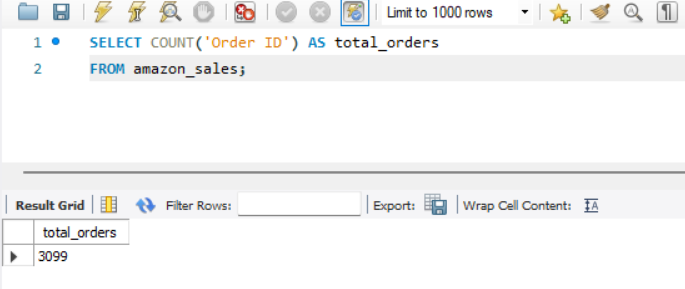 Limit to 1000 rows
1 SELECT COUNT('Order ID') AS total_orders
2 FROM amazon_sales;
Result Grid Filter Rows: Export: Wrap Cell Content: IA
total_orders
3099